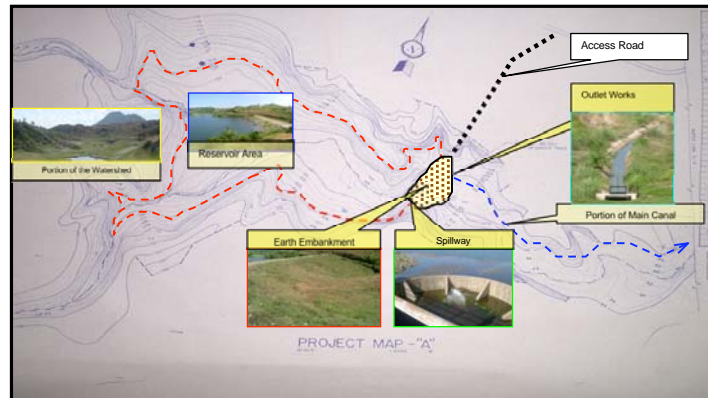 Access Road
Outlet Works
Portion of the Watershed
Reservoir Area
Portion of Main Canal
Earth Embankment
Spillway
PROJECT MAP - "A"